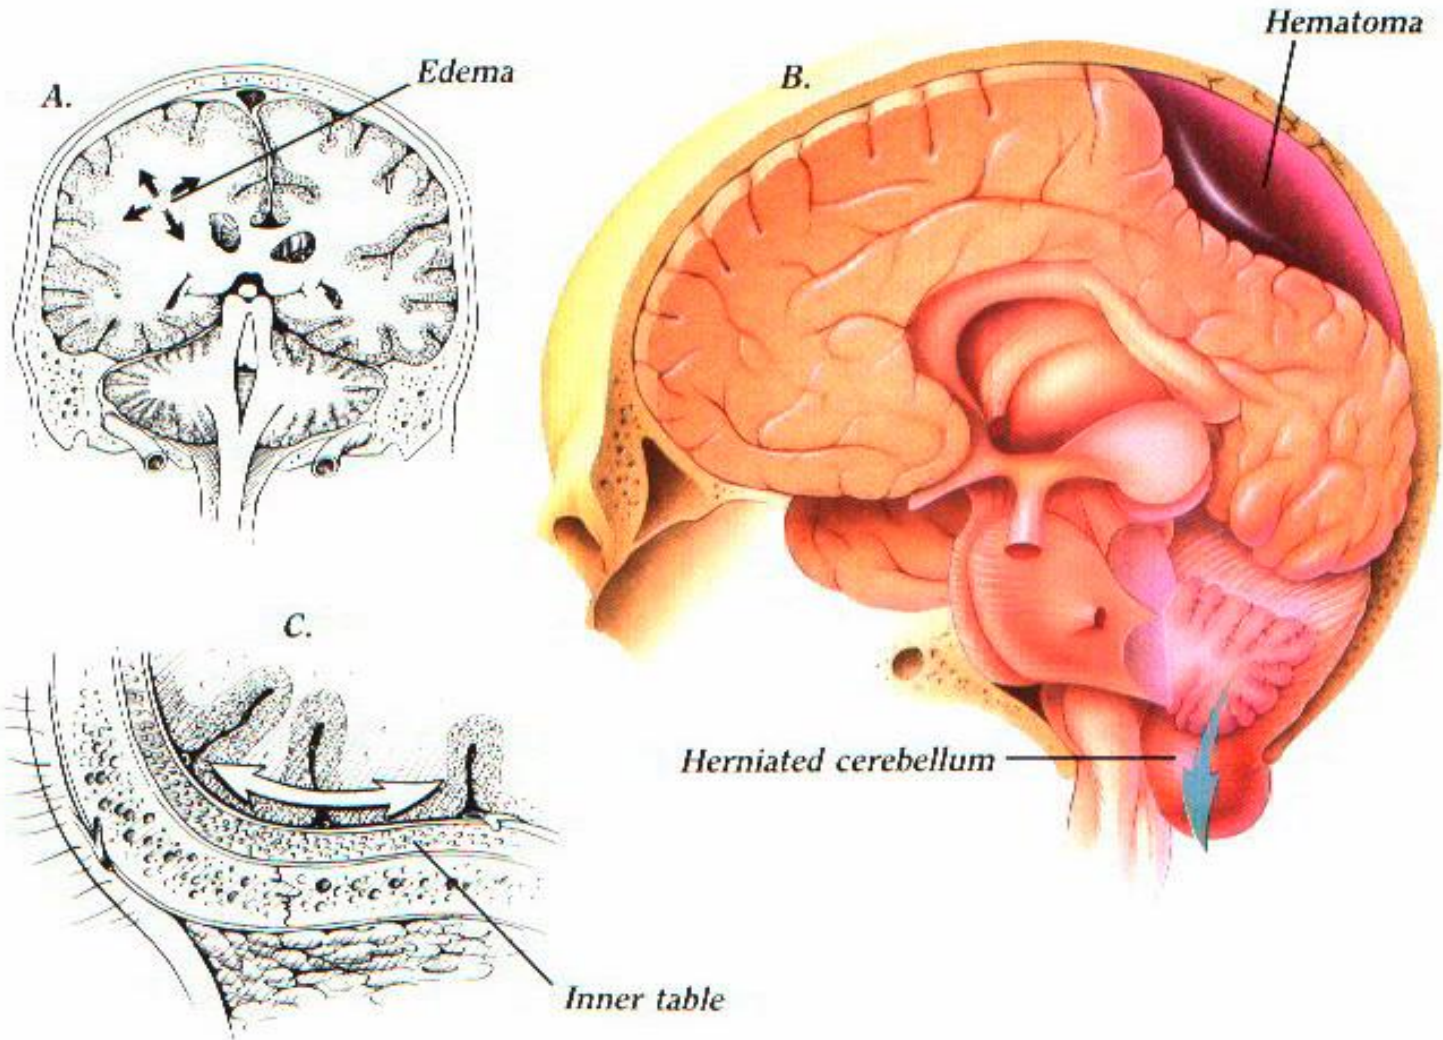 A.
Edema
B.
Hematoma
C.
Herniated cerebellum
Inner table